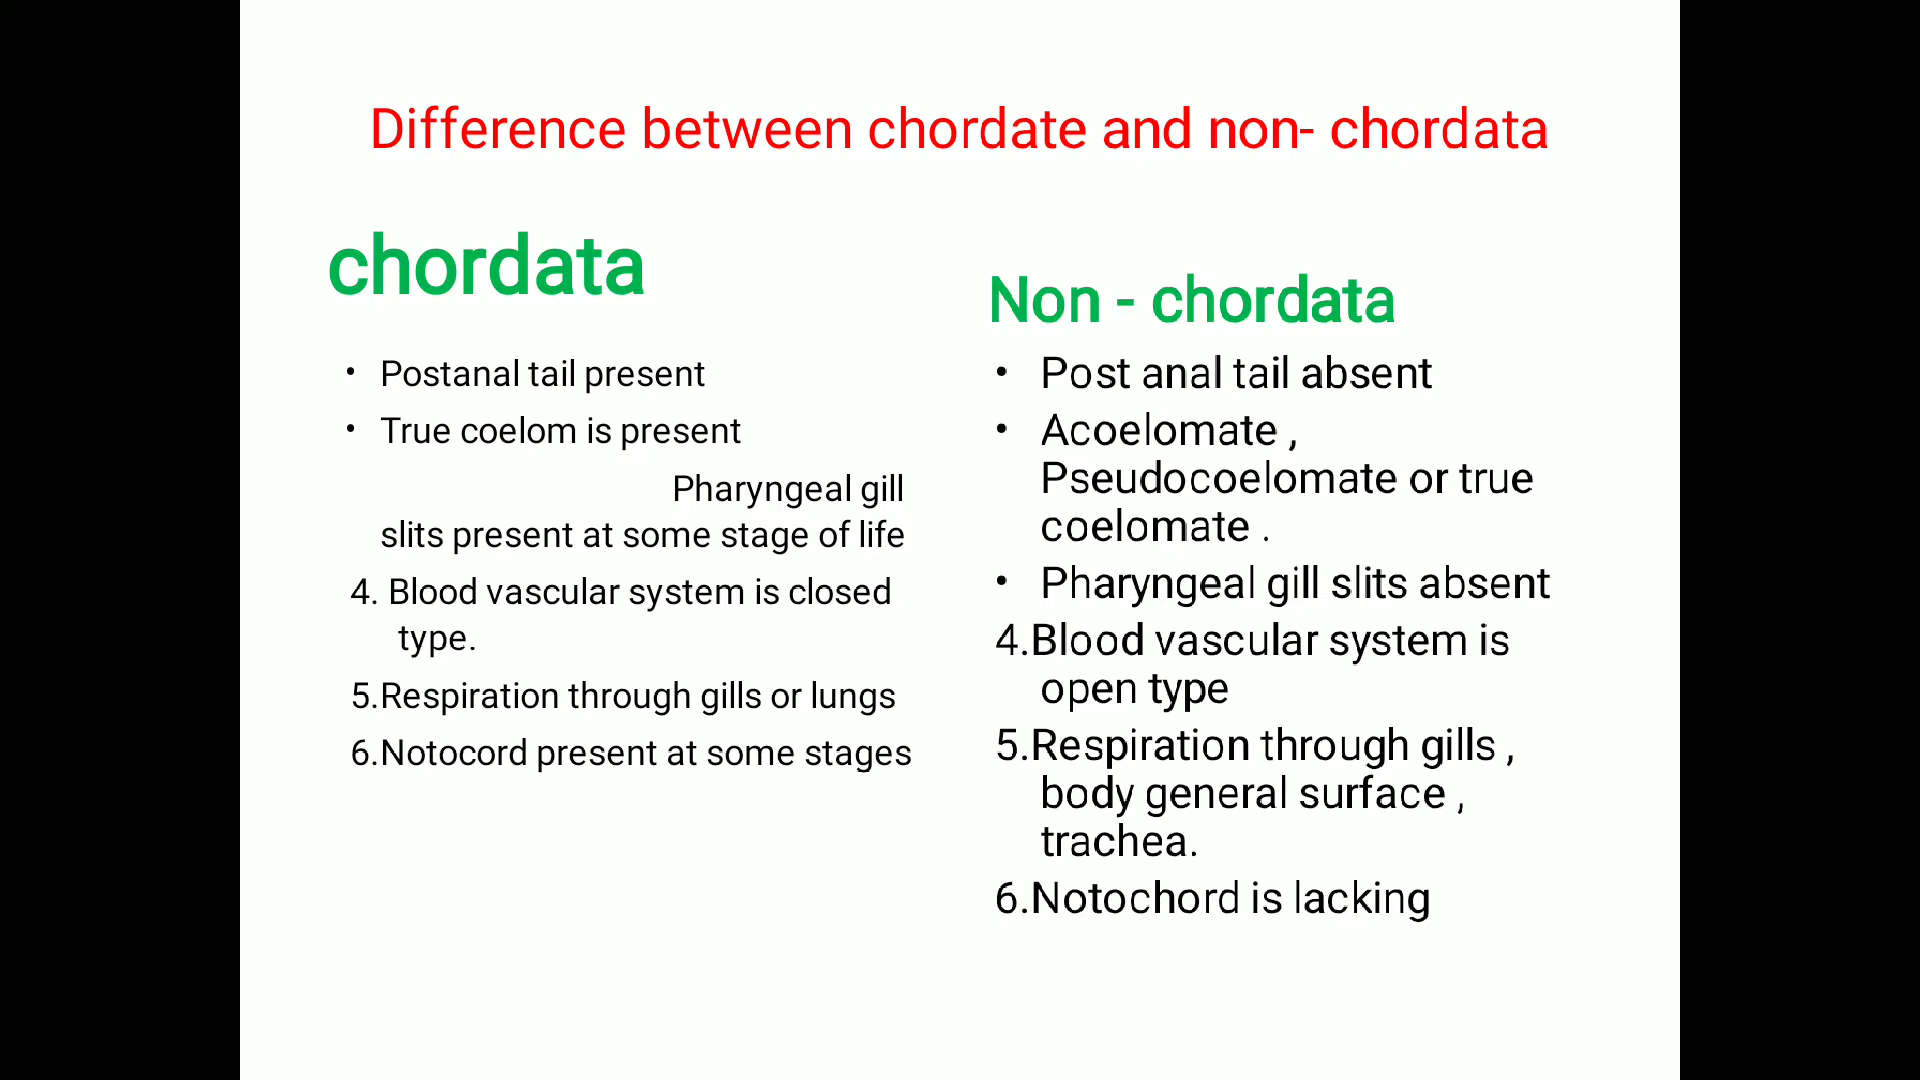 Difference between chordate and non- chordata
chordata
• Postanal tail present
• True coelom is present
Pharyngeal gill
slits present at some stage of life
4. Blood vascular system is closed
type.
5.Respiration through gills or lungs
6.Notocord present at some stages
Non - chordata
• Post anal tail absent
• Acoelomate ,
Pseudocoelomate or true
coelomate .
• Pharyngeal gill slits absent
4.Blood vascular system is
open type
5.Respiration through gills ,
body general surface ,
trachea.
6.Notochord is lacking